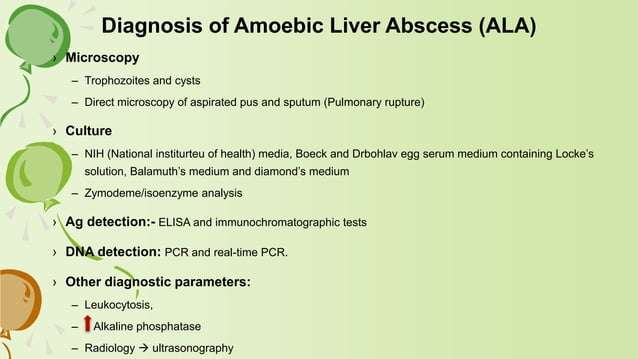 Diagnosis of Amoebic Liver Abscess (ALA)
› Microscopy
– Trophozoites and cysts
– Direct microscopy of aspirated pus and sputum (Pulmonary rupture)
› Culture
– NIH (National institurteu of health) media, Boeck and Drbohlav egg serum medium containing Locke's
solution, Balamuth's medium and diamond's medium
– Zymodeme/isoenzyme analysis
› Ag detection:- ELISA and immunochromatographic tests
› DNA detection: PCR and real-time PCR.
› Other diagnostic parameters:
– Leukocytosis,
– Alkaline phosphatase
– Radiology → ultrasonography